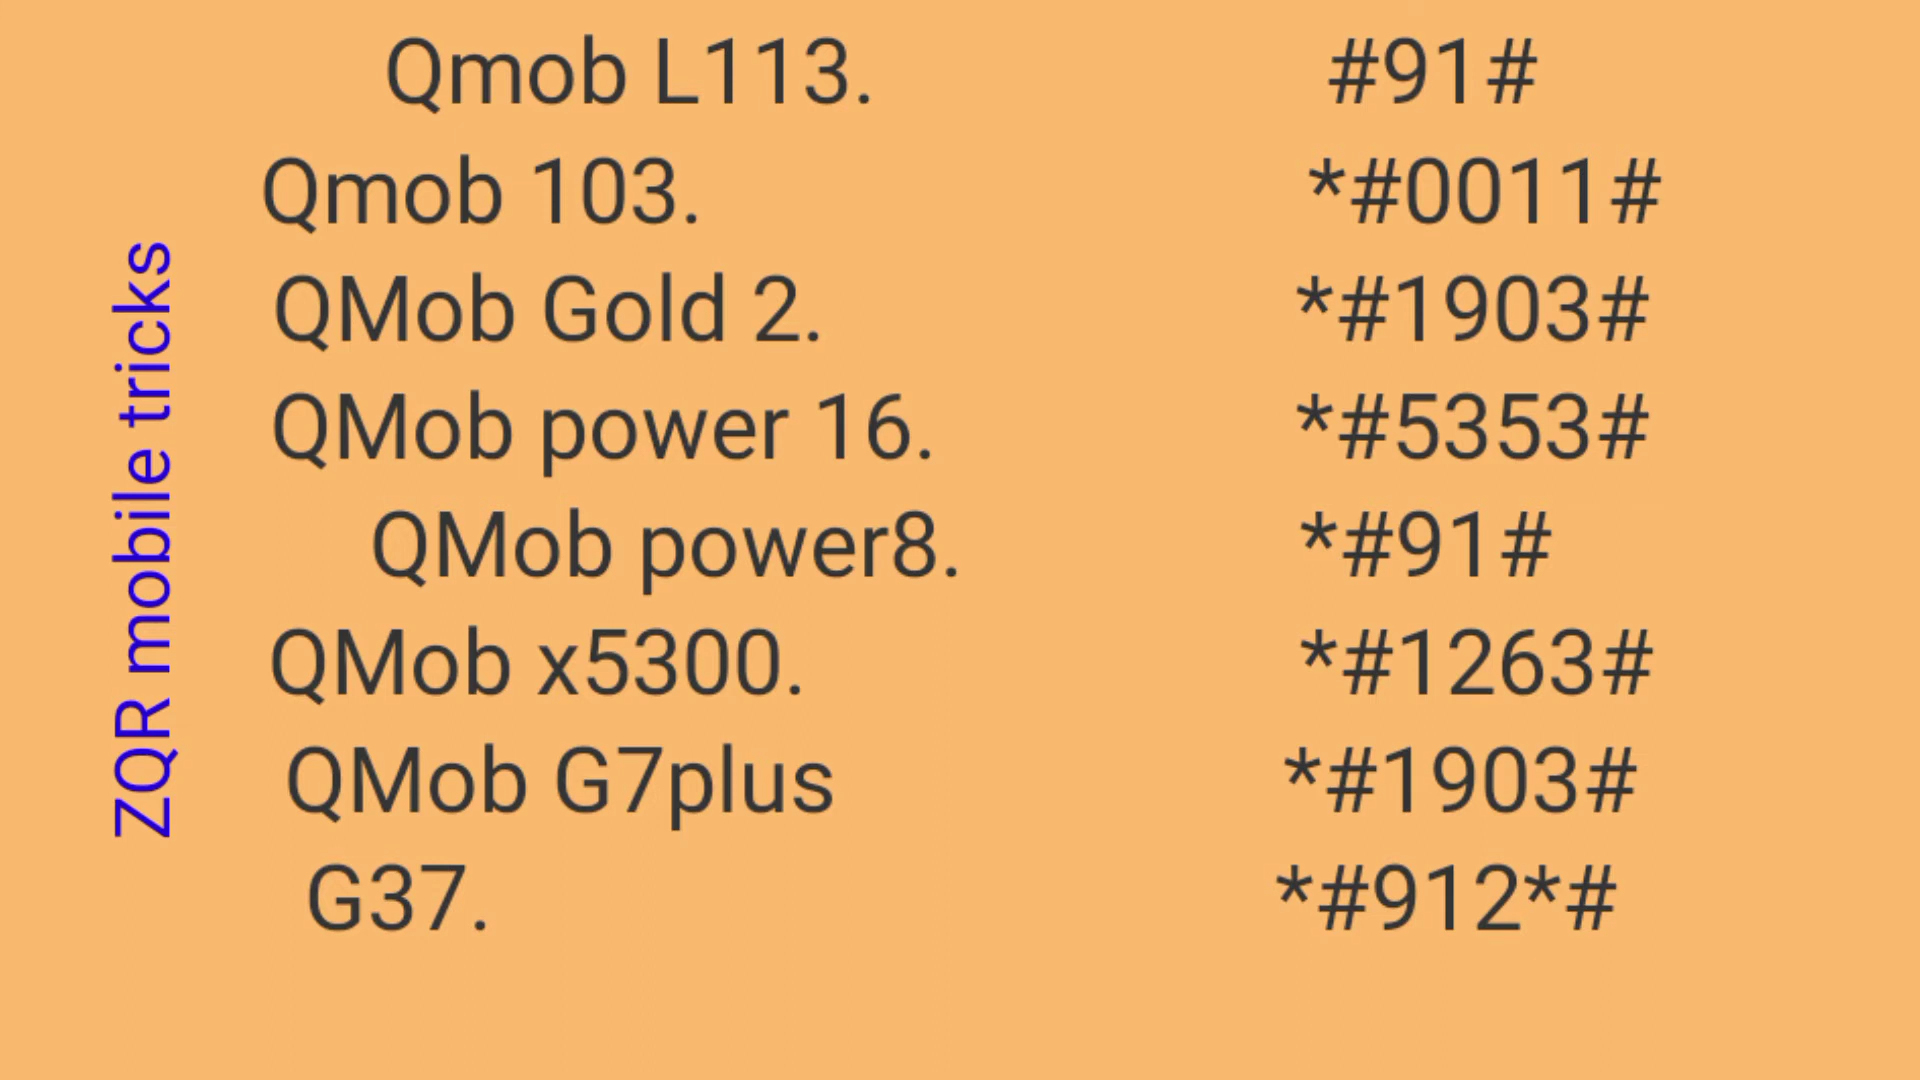 Qmob L113. #91#
Qmob 103. *#0011#
QMob Gold 2. *#1903#
QMob power 16. *#5353#
QMob power8. *#91#
QMob x5300. *#1263#
QMob G7plus *#1903#
G37. *#912*#
ZQR mobile tricks